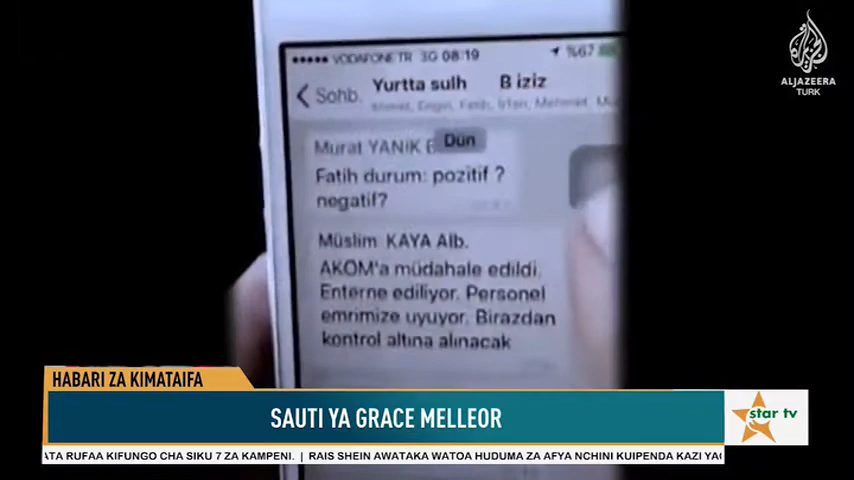 VODAFONE TR 3G 08:19
%67
Sohb.
Yurtta sulh B iziz
Dün
Murat YANIK
Fatih durum: pozitif ?
negatif?
Müslim KAYA Alb.
AKOM'a müdahale edildi.
Enterne ediliyor. Personel
emrimize uyuyor. Birazdan
kontrol altına alınacak
ALJAZEERA
TURK
HABARI ZA KIMATAIFA
SAUTI YA GRACE MELLEOR
star tv
ATA RUFAA KIFUNGO CHA SIKU 7 ZA KAMPENI. | RAIS SHEIN AWATAKA WATOA HUDUMA ZA AFYA NCHINI KUIPENDA KAZI